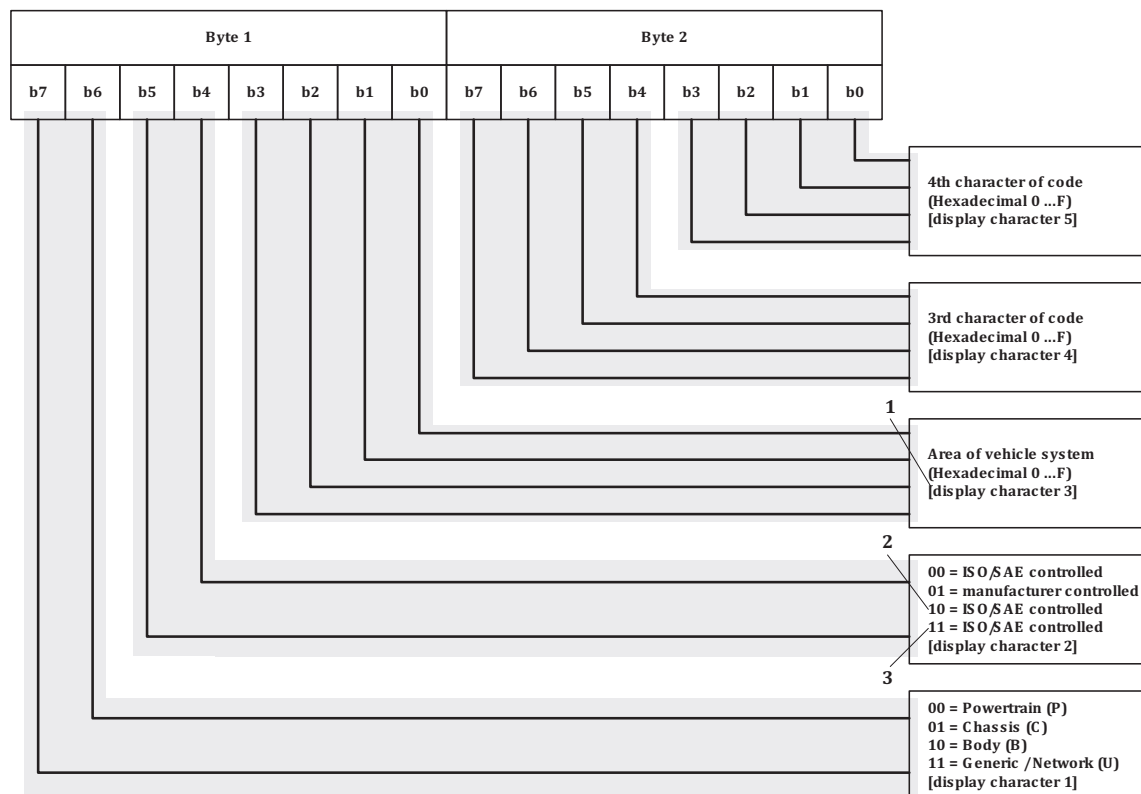 Byte 1 Byte 2
b7 b6 b5 b4 b3 b2 b1 b0 b7 b6 b5 b4 b3 b2 b1 b0
4th character of code
(Hexadecimal 0 ...F)
[display character 5]
3rd character of code
(Hexadecimal 0 ...F)
[display character 4]
1
Area of vehicle system
(Hexadecimal 0 ...F)
[display character 3]
2
00 = ISO/SAE controlled
01 = manufacturer controlled
10 = ISO/SAE controlled
11 = ISO/SAE controlled
[display character 2]
3
00 = Powertrain (P)
01 = Chassis (C)
10 = Body (B)
11 = Generic /Network (U)
[display character 1]